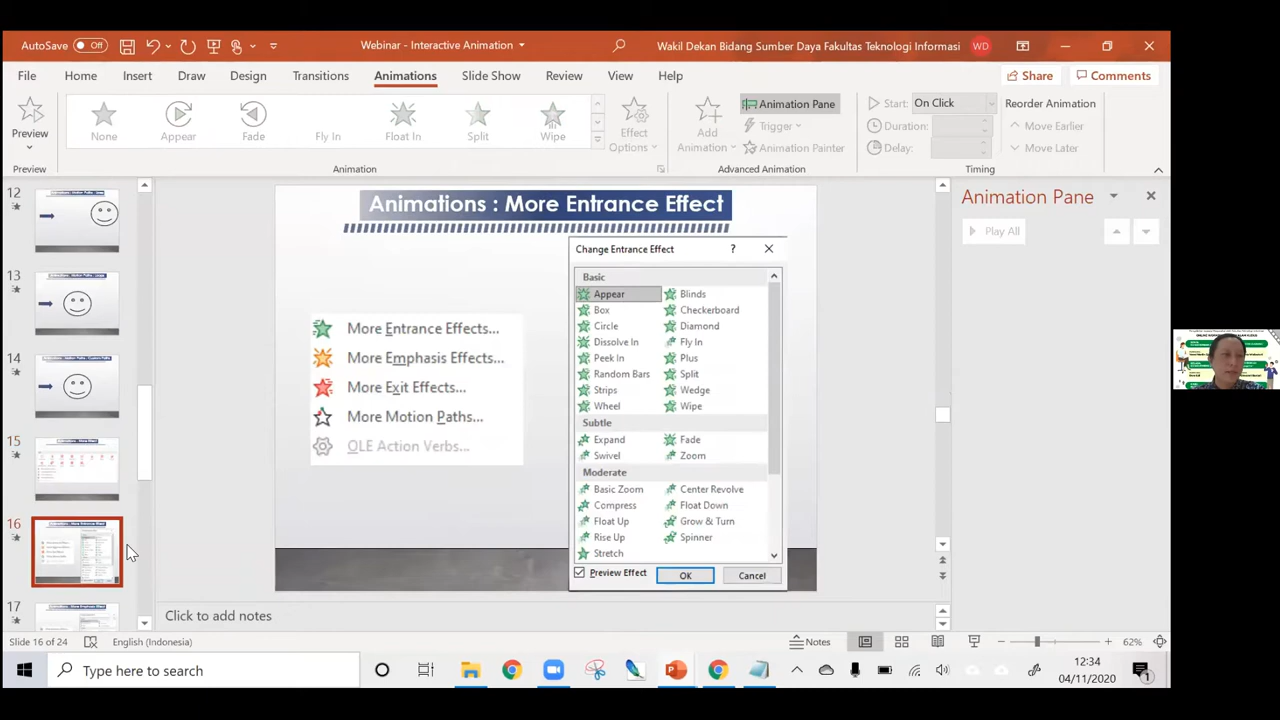 AutoSave Off
Webinar - Interactive Animation
Wakil Dekan Bidang Sumber Daya Fakultas Teknologi Informasi WD
File Home Insert Draw Design Transitions Animations Slide Show Review View Help Share Comments
Preview
None Appear Fade Fly In Float In Split Wipe
Effect Options
Add Animation
Animation Pane
Trigger
Animation Painter
Start: On Click
Duration:
Delay:
Reorder Animation
Move Earlier
Move Later
Preview Animation Advanced Animation Timing
12
13
14
15
16
17
Animations : More Entrance Effect
More Entrance Effects...
More Emphasis Effects...
More Exit Effects...
More Motion Paths...
OLE Action Verbs...
Change Entrance Effect ?
Basic
Appear Blinds
Box Checkerboard
Circle Diamond
Dissolve In Fly In
Peek In Plus
Random Bars Split
Strips Wedge
Wheel Wipe
Subtle
Expand Fade
Swivel Zoom
Moderate
Basic Zoom Center Revolve
Compress Float Down
Float Up Grow & Turn
Rise Up Spinner
Stretch
Preview Effect OK Cancel
Animation Pane
Play All
Click to add notes
Slide 16 of 24 English (Indonesia) Notes 62%
Type here to search
12:34
04/11/2020
1